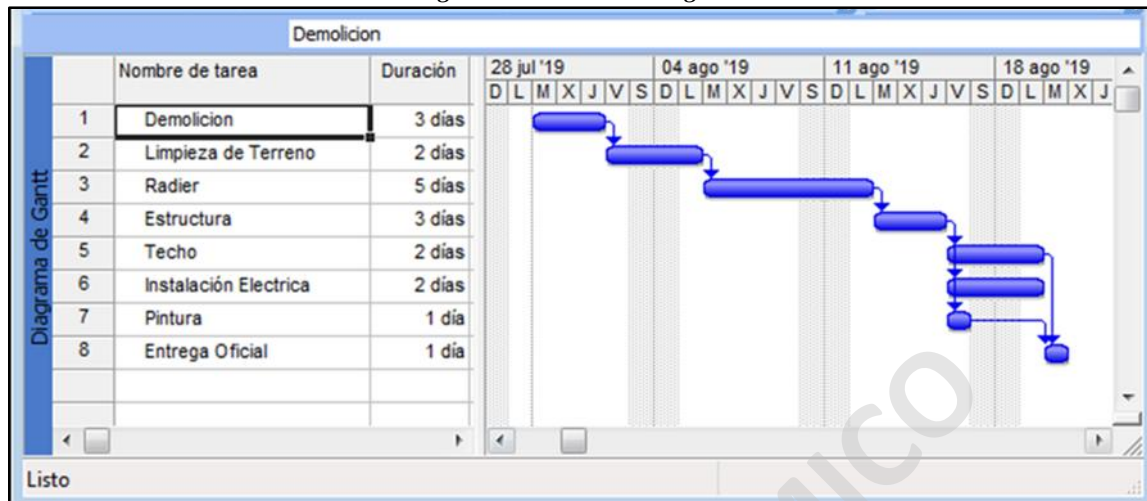 Demolicion
Nombre de tarea Duración 28 jul '19 04 ago '19 11 ago '19 18 ago '19
D L M X J V S D L M X J V S D L M X J V S D L M X J
1 Demolicion 3 días
2 Limpieza de Terreno 2 días
3 Radier 5 días
4 Estructura 3 días
5 Techo 2 días
6 Instalación Electrica 2 días
7 Pintura 1 día
8 Entrega Oficial 1 día
Diagrama de Gantt
Listo